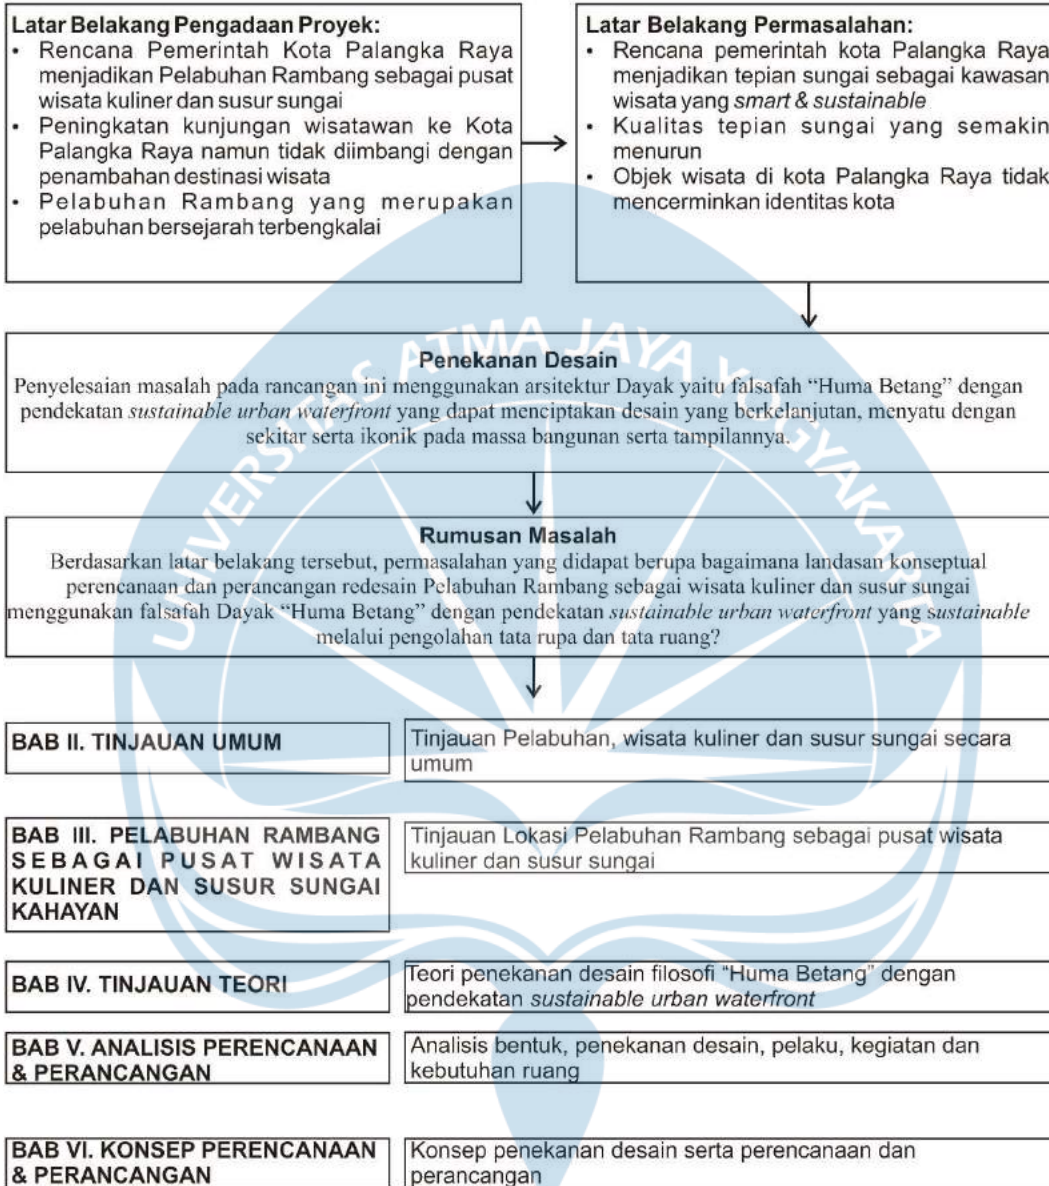 Latar Belakang Pengadaan Proyek:
• Rencana Pemerintah Kota Palangka Raya
menjadikan Pelabuhan Rambang sebagai pusat
wisata kuliner dan susur sungai
• Peningkatan kunjungan wisatawan ke Kota
Palangka Raya namun tidak diimbangi dengan
penambahan destinasi wisata
• Pelabuhan Rambang yang merupakan
pelabuhan bersejarah terbengkalai
Latar Belakang Permasalahan:
• Rencana pemerintah kota Palangka Raya
menjadikan tepian sungai sebagai kawasan
wisata yang smart & sustainable
• Kualitas tepian sungai yang semakin
menurun
• Objek wisata di kota Palangka Raya tidak
mencerminkan identitas kota
Penekanan Desain
Penyelesaian masalah pada rancangan ini menggunakan arsitektur Dayak yaitu falsafah “Huma Betang” dengan
pendekatan sustainable urban waterfront yang dapat menciptakan desain yang berkelanjutan, menyatu dengan
sekitar serta ikonik pada massa bangunan serta tampilannya.
Rumusan Masalah
Berdasarkan latar belakang tersebut, permasalahan yang didapat berupa bagaimana landasan konseptual
perencanaan dan perancangan redesain Pelabuhan Rambang sebagai wisata kuliner dan susur sungai
menggunakan falsafah Dayak “Huma Betang” dengan pendekatan sustainable urban waterfront yang sustainable
melalui pengolahan tata rupa dan tata ruang?
BAB II. TINJAUAN UMUM
Tinjauan Pelabuhan, wisata kuliner dan susur sungai secara
umum
BAB III. PELABUHAN RAMBANG
SEBAGAI PUSAT WISATA
KULINER DAN SUSUR SUNGAI
KAHAYAN
Tinjauan Lokasi Pelabuhan Rambang sebagai pusat wisata
kuliner dan susur sungai
BAB IV. TINJAUAN TEORI
Teori penekanan desain filosofi “Huma Betang” dengan
pendekatan sustainable urban waterfront
BAB V. ANALISIS PERENCANAAN
& PERANCANGAN
Analisis bentuk, penekanan desain, pelaku, kegiatan dan
kebutuhan ruang
BAB VI. KONSEP PERENCANAAN
& PERANCANGAN
Konsep penekanan desain serta perencanaan dan
perancangan
UNIVERSITAS ATMA JAYA YOGYAKARTA